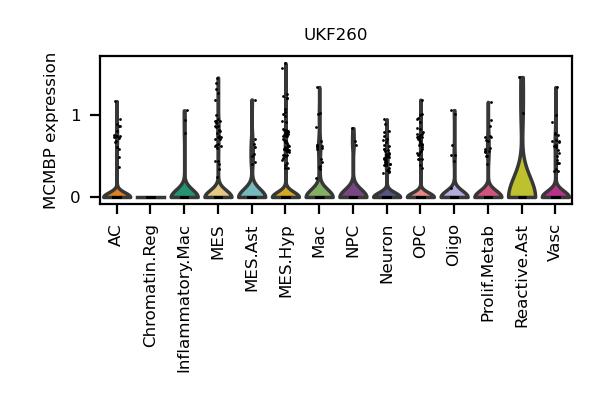 UKF260
MCMBP expression
1
0
AC
Chromatin.Reg
Inflammatory.Mac
MES
MES.Ast
MES.Hyp
Mac
NPC
Neuron
OPC
Oligo
Prolif.Metab
Reactive.Ast
Vasc